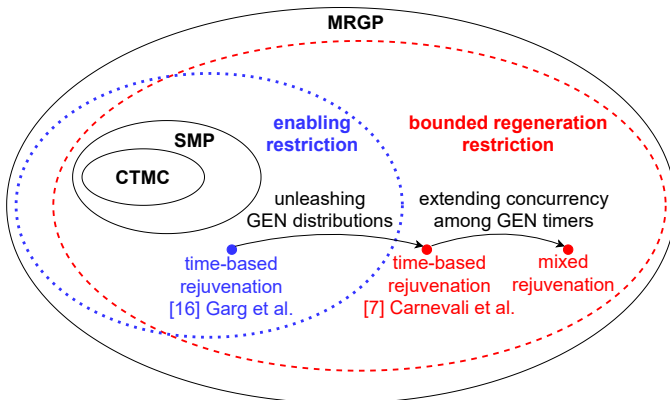 MRGP
enabling
restriction
bounded regeneration
restriction
SMP
CTMC
unleashing
GEN distributions
extending concurrency
among GEN timers
time-based
rejuvenation
[16] Garg et al.
time-based
rejuvenation
[7] Carnevali et al.
mixed
rejuvenation